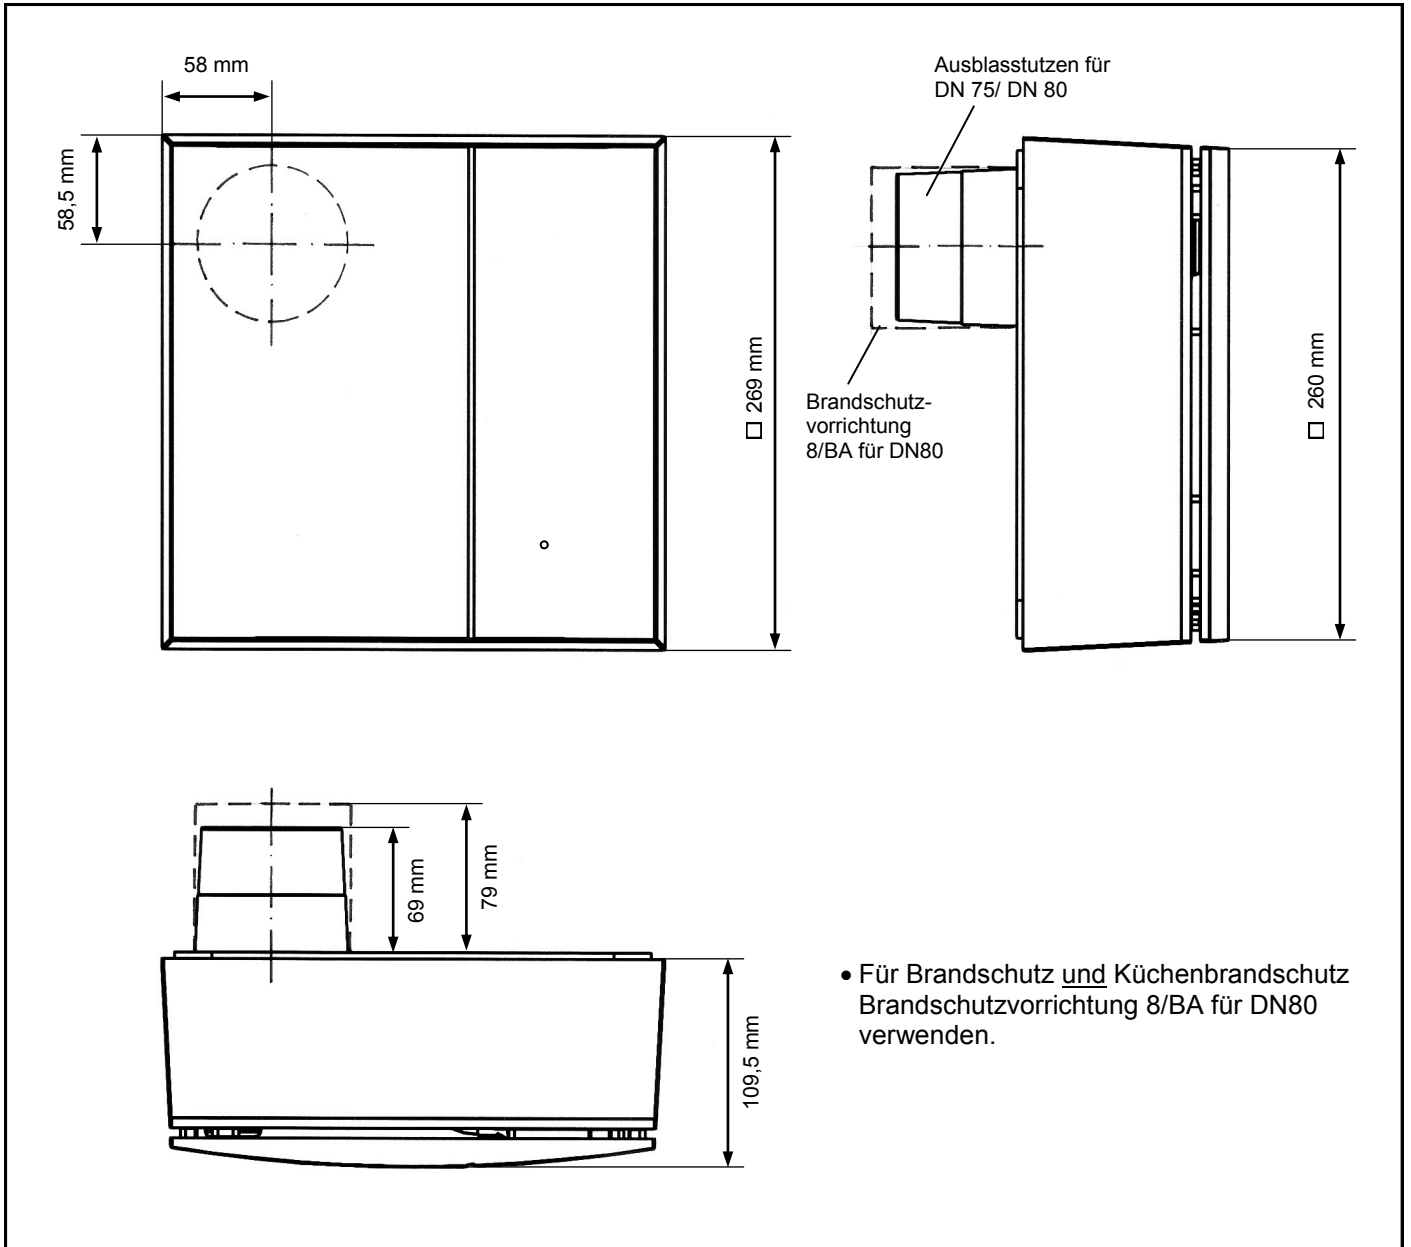 58 mm
58,5 mm
□ 269 mm
Ausblasstutzen für
DN 75/ DN 80
Brandschutz-
vorrichtung
8/BA für DN80
□ 260 mm
69 mm
79 mm
109,5 mm
• Für Brandschutz und Küchenbrandschutz
Brandschutzvorrichtung 8/BA für DN80
verwenden.